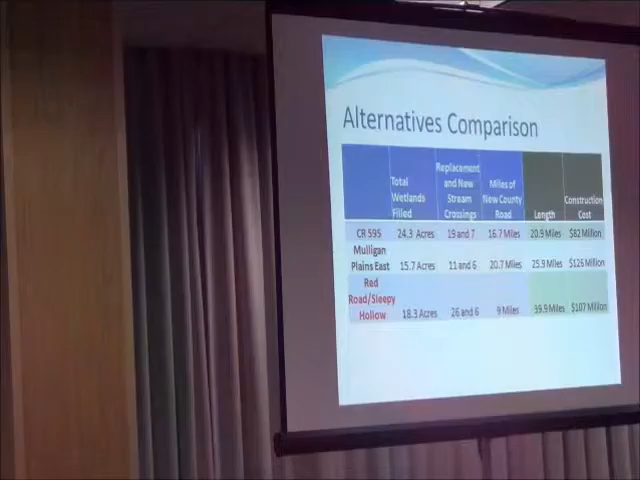 Alternatives Comparison
Total Wetlands Filled | Replacement and New Stream Crossings | Miles of New County Road | Length | Construction Cost
CR 595 | 24.3 Acres | 19 and 7 | 16.7 Miles | 20.9 Miles | $82 Million
Mulligan Plains East | 15.7 Acres | 11 and 6 | 20.7 Miles | 25.9 Miles | $126 Million
Red Road/Sleepy Hollow | 18.3 Acres | 26 and 6 | 9 Miles | 39.9 Miles | $107 Million